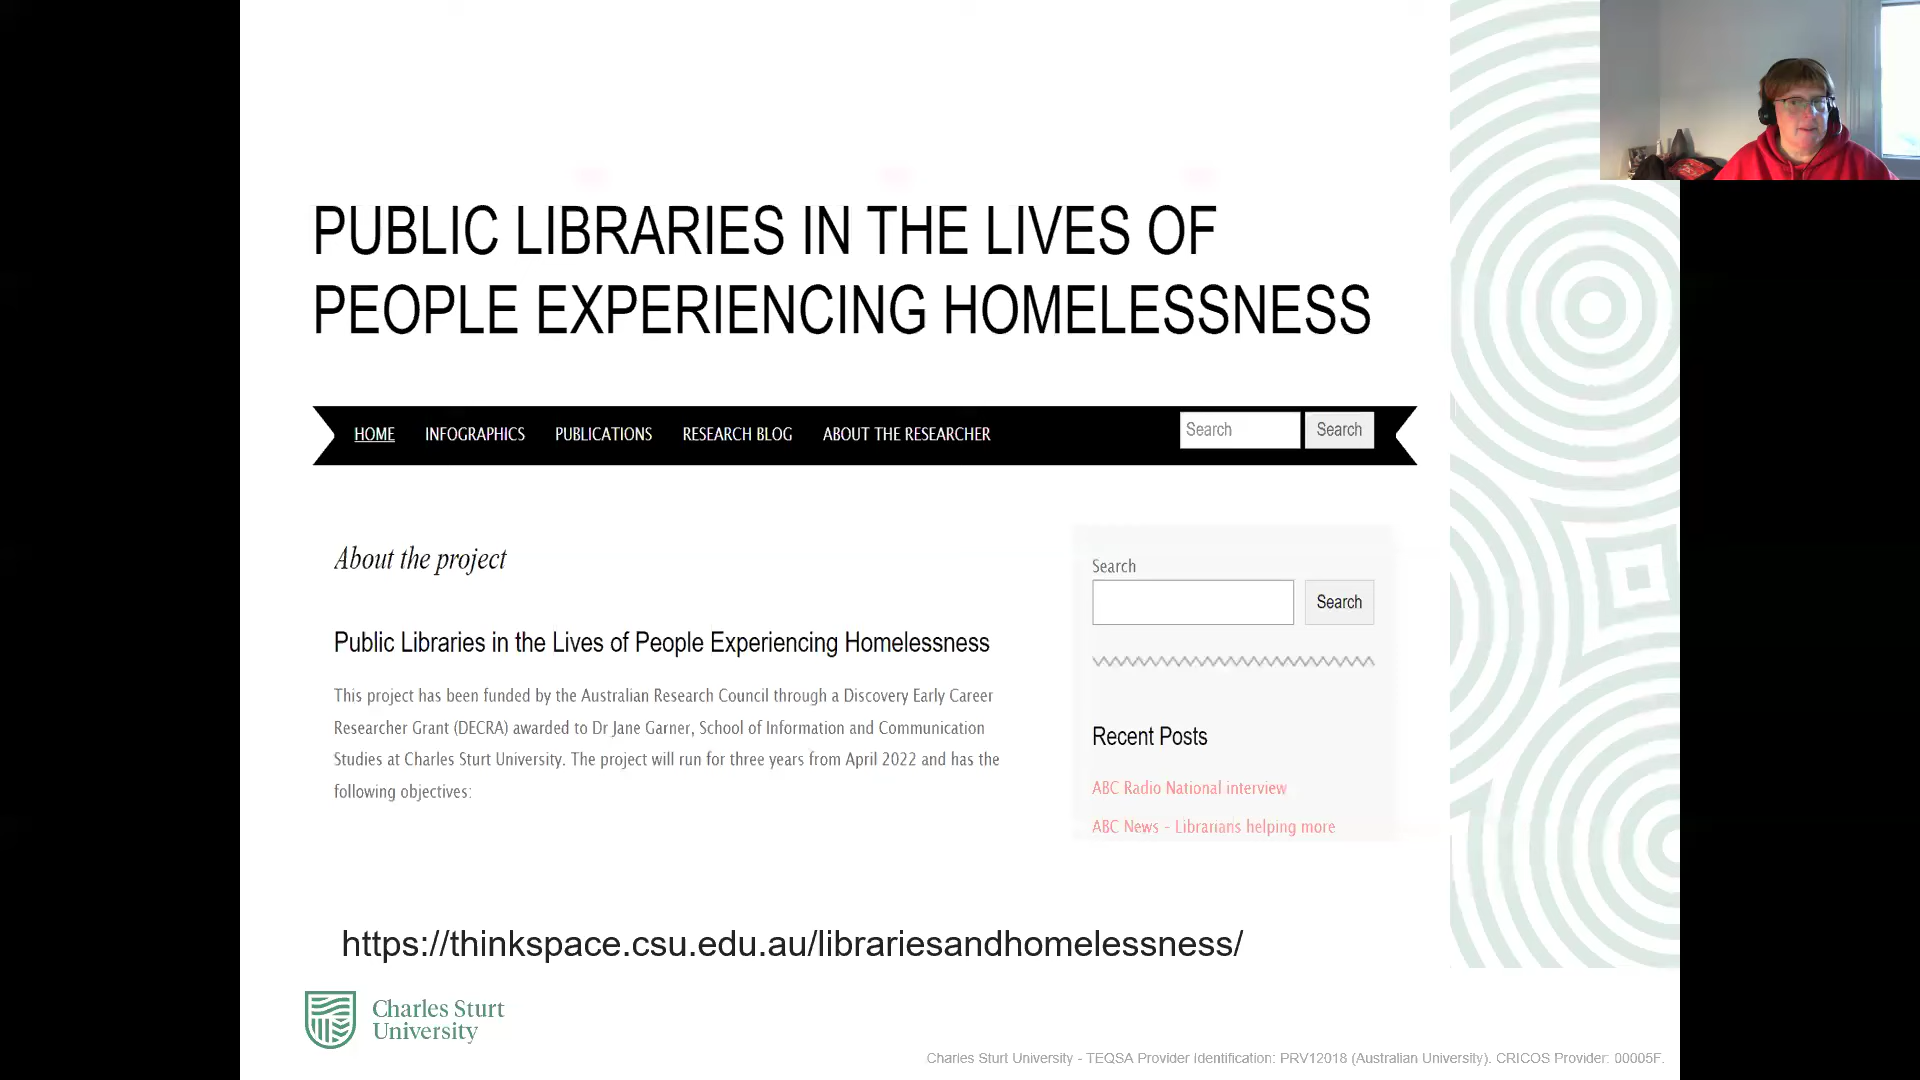 PUBLIC LIBRARIES IN THE LIVES OF
PEOPLE EXPERIENCING HOMELESSNESS
HOME INFOGRAPHICS PUBLICATIONS RESEARCH BLOG ABOUT THE RESEARCHER Search Search
About the project
Public Libraries in the Lives of People Experiencing Homelessness
This project has been funded by the Australian Research Council through a Discovery Early Career
Researcher Grant (DECRA) awarded to Dr Jane Garner, School of Information and Communication
Studies at Charles Sturt University. The project will run for three years from April 2022 and has the
following objectives:
Search
Search
Recent Posts
ABC Radio National interview
ABC News - Librarians helping more
https://thinkspace.csu.edu.au/librariesandhomelessness/
Charles Sturt
University
Charles Sturt University - TEQSA Provider Identification: PRV12018 (Australian University). CRICOS Provider: 00005F.